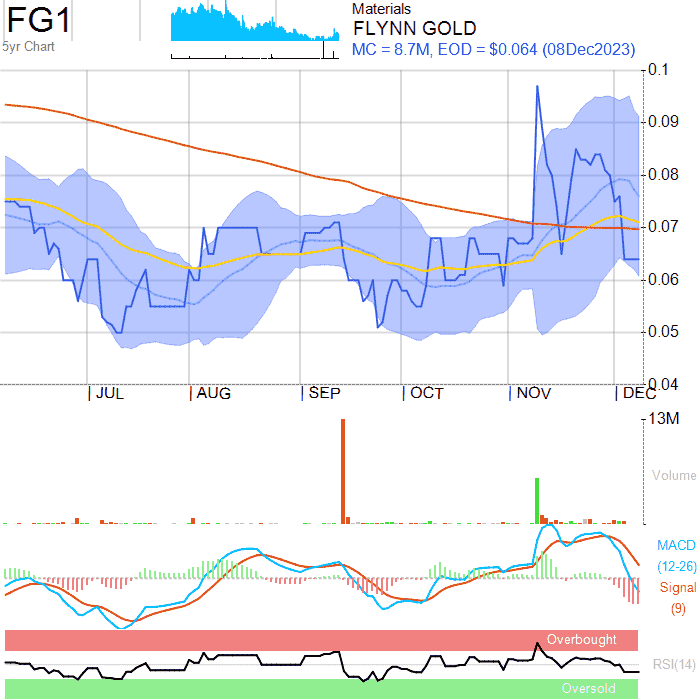 FG1
5yr Chart
Materials
FLYNN GOLD
MC = 8.7M, EOD = $0.064 (08Dec2023)
0.1
0.09
0.08
0.07
0.06
0.05
0.04
JUL AUG SEP OCT NOV DEC
13M
Volume
MACD
(12-26)
Signal
(9)
Overbought
RSI(14)
Oversold